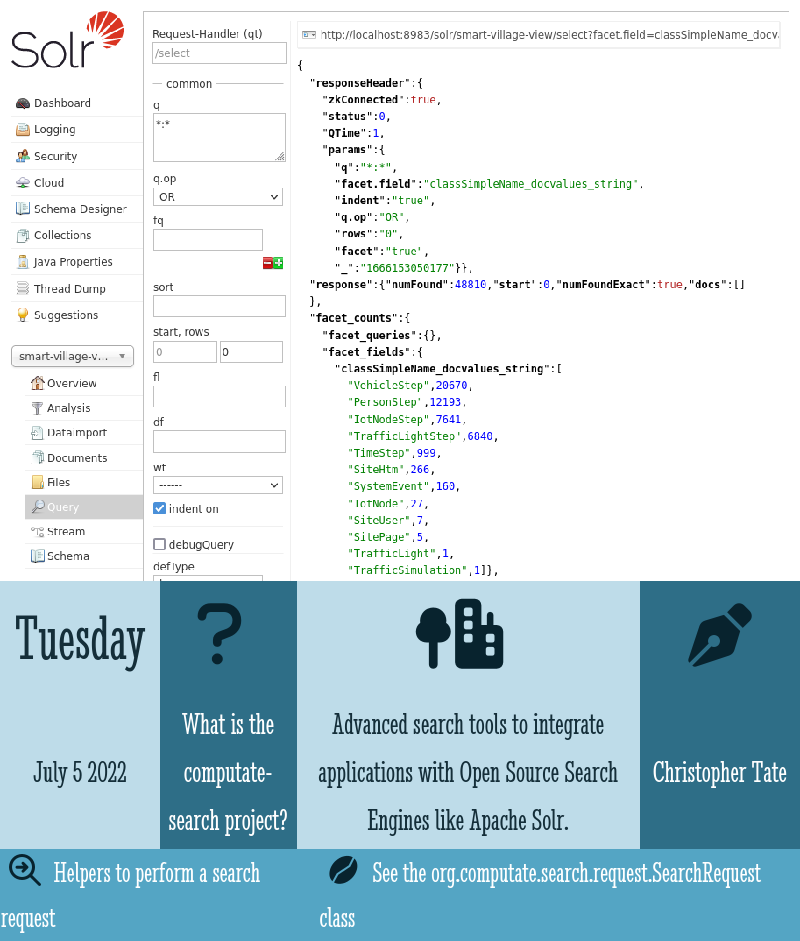 Solr
Dashboard
Logging
Security
Cloud
Schema Designer
Collections
Java Properties
Thread Dump
Suggestions
smart-village-v...
Overview
Analysis
Dataimport
Documents
Files
Query
Stream
Schema
Request-Handler (qt)
/select
common
q
*:*
q.op
OR
fq
sort
start, rows
0 0
fl
df
wt
------
indent on
debugQuery
defType
http://localhost:8983/solr/smart-village-view/select?facet.field=classSimpleName_docva
{
"responseHeader":{
"zkConnected":true,
"status":0,
"QTime":1,
"params":{
"q":"*:*",
"facet.field":"classSimpleName_docvalues_string",
"indent":"true",
"q.op":"OR",
"rows":"0",
"facet":"true",
"_":"1666153050177"}},
"response":{"numFound":48810,"start":0,"numFoundExact":true,"docs":[]
},
"facet_counts":{
"facet_queries":{},
"facet_fields":{
"classSimpleName_docvalues_string":[
"VehicleStep",20670,
"PersonStep",12193,
"IotNodeStep",7641,
"TrafficLightStep",6840,
"TimeStep",999,
"SiteHtm",266,
"SystemEvent",160,
"IotNode",27,
"SiteUser",7,
"SitePage",5,
"TrafficLight",1,
"TrafficSimulation",1]},
Tuesday
July 5 2022
What is the
computate-
search project?
Advanced search tools to integrate
applications with Open Source Search
Engines like Apache Solr.
Christopher Tate
Helpers to perform a search
request
See the org.computate.search.request.SearchRequest
class